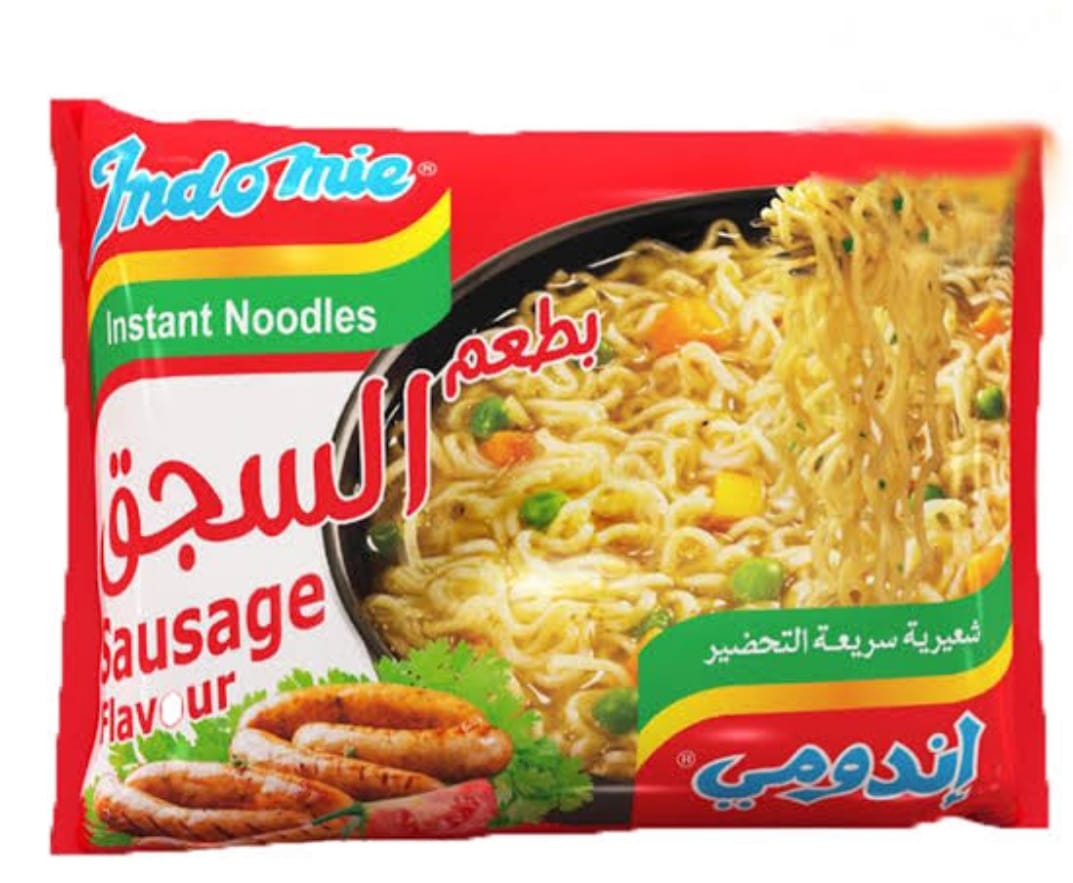 Indomie®
Instant Noodles
بطعم
السجق
Sausage
Flavour
شعيرية سريعة التحضير
إندومي®